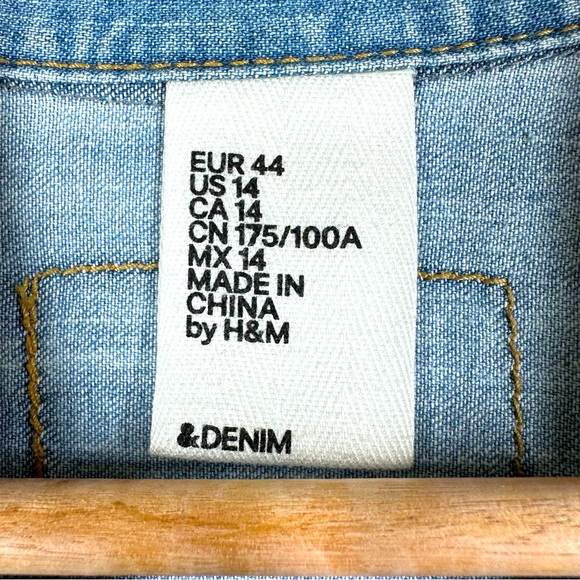 EUR 44
US 14
CA 14
CN 175/100A
MX 14
MADE IN
CHINA
by H&M
&DENIM